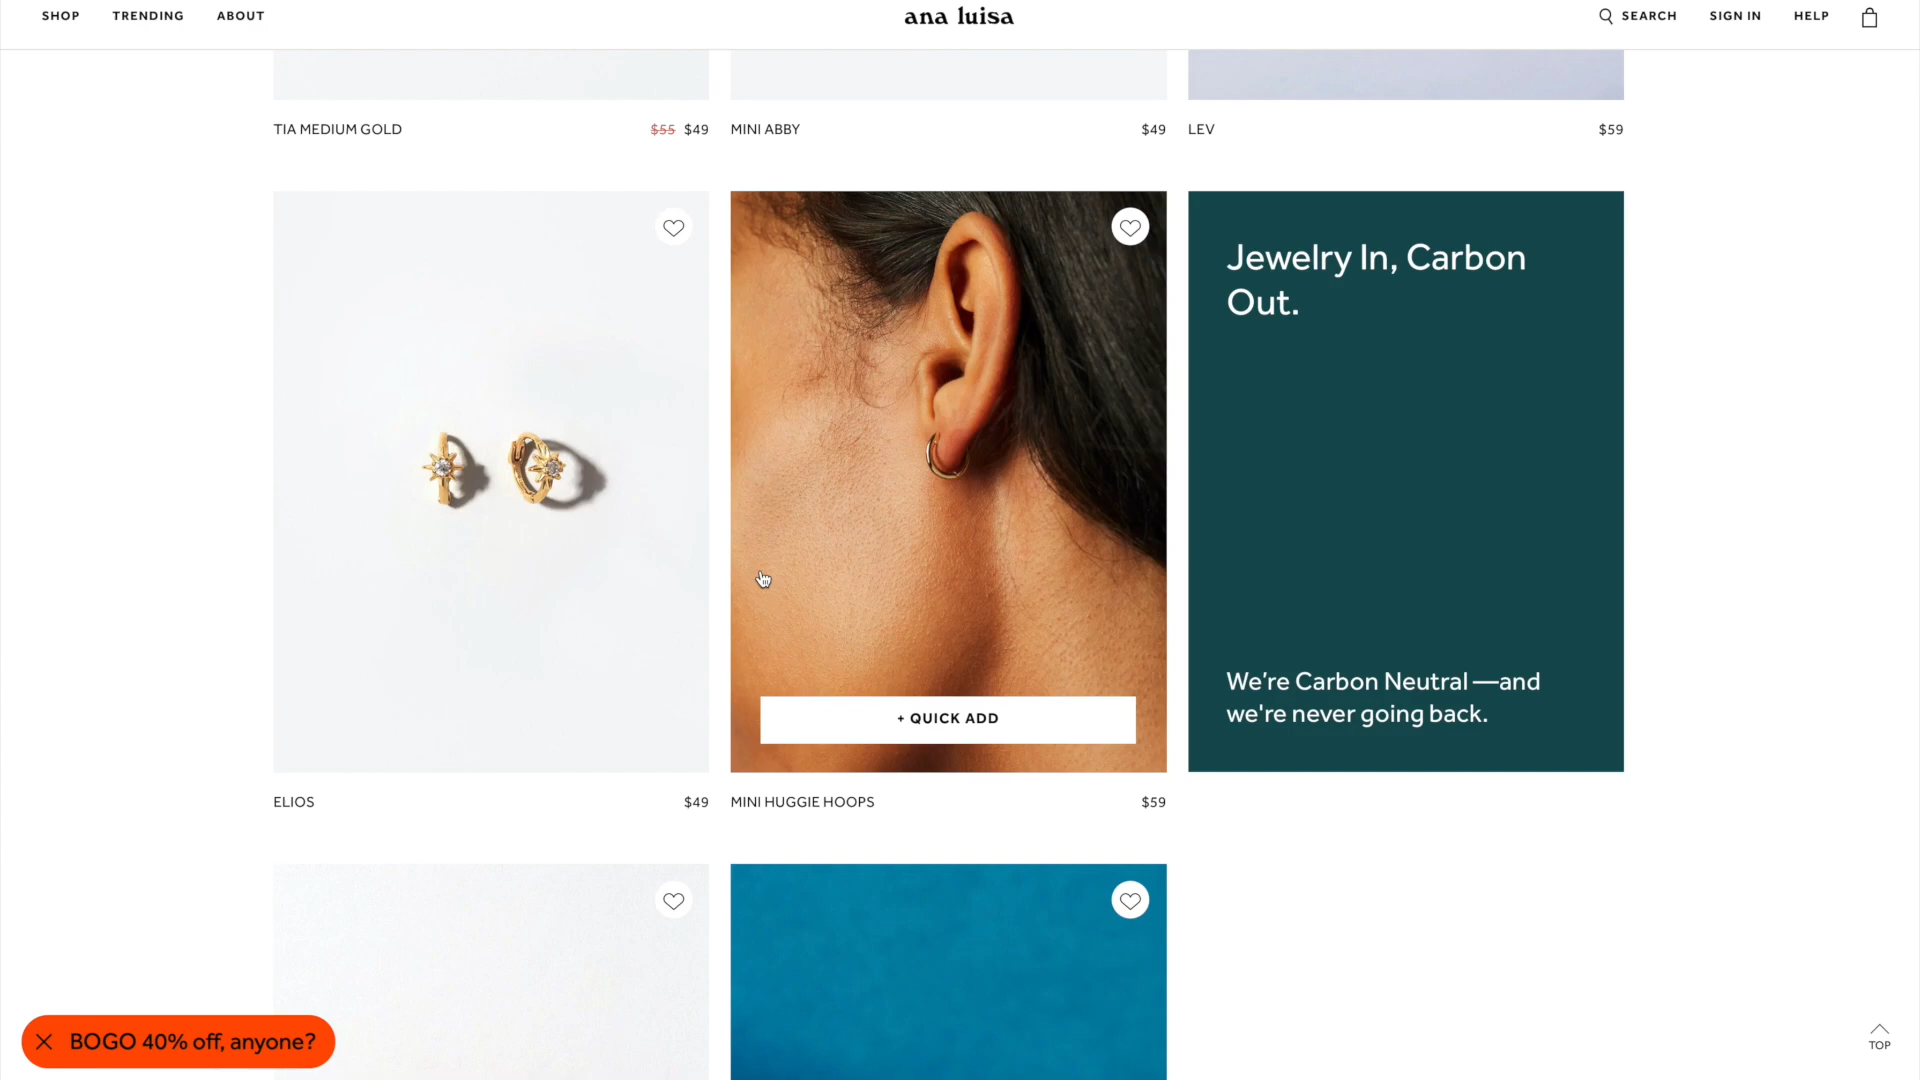 SHOP TRENDING ABOUT ana luisa SEARCH SIGN IN HELP
TIA MEDIUM GOLD $55 $49 MINI ABBY $49 LEV $59
Jewelry In, Carbon
Out.
We're Carbon Neutral —and
we're never going back.
+ QUICK ADD
ELIOS $49 MINI HUGGIE HOOPS $59
BOGO 40% off, anyone?
TOP